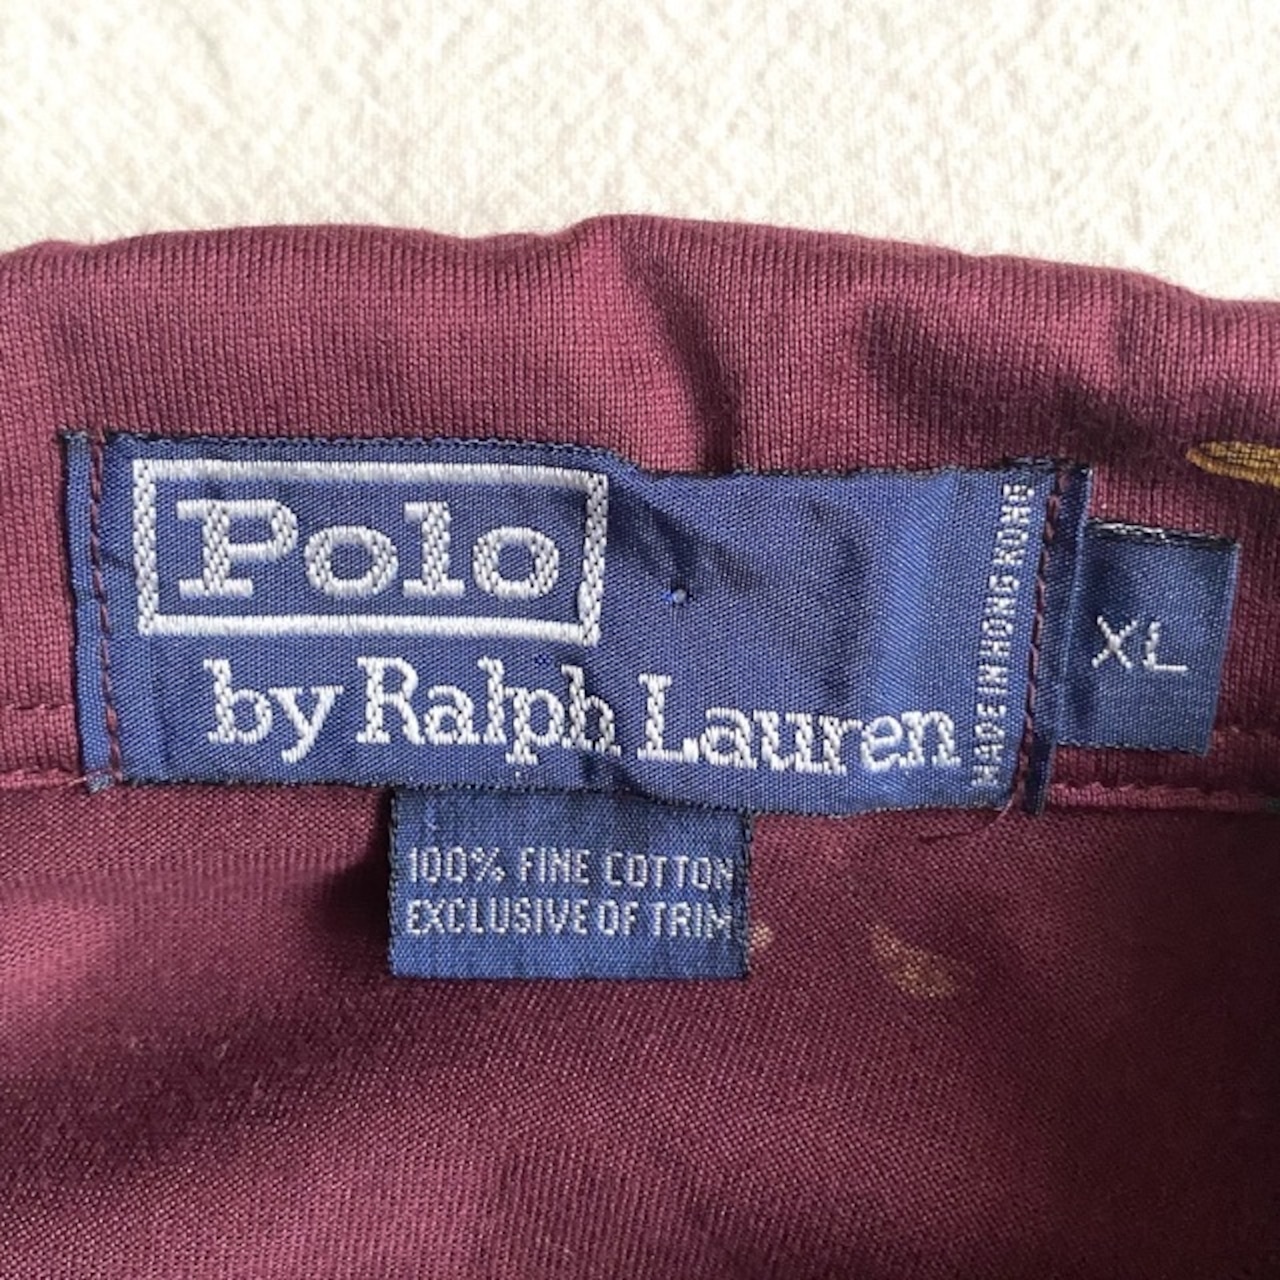 Polo
by Ralph Lauren
MADE IN HONG KONG
XL
100% FINE COTTON
EXCLUSIVE OF TRIM